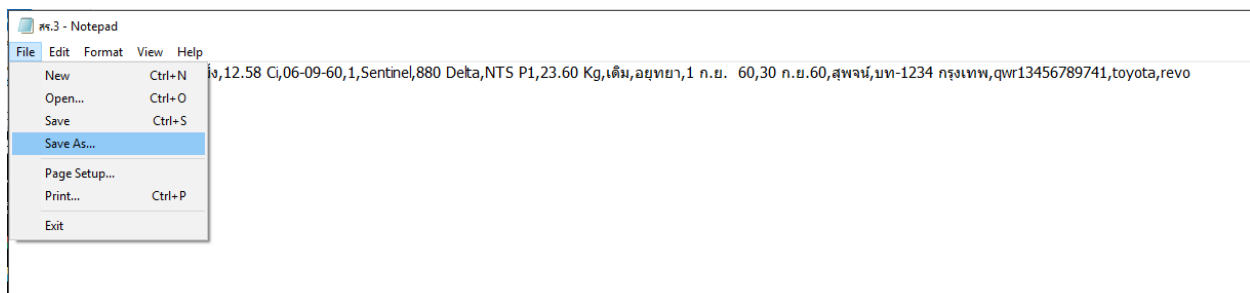 สร.3 - Notepad
File Edit Format View Help
New Ctrl+N
Open... Ctrl+O
Save Ctrl+S
Save As...
Page Setup...
Print... Ctrl+P
Exit
,12.58 Ci,06-09-60,1,Sentinel,880 Delta,NTS P1,23.60 Kg,เดิม,อยุทยา,1 ก.ย.  60,30 ก.ย.60,สุพจน์,บท-1234 กรุงเทพ,qwr13456789741,toyota,revo